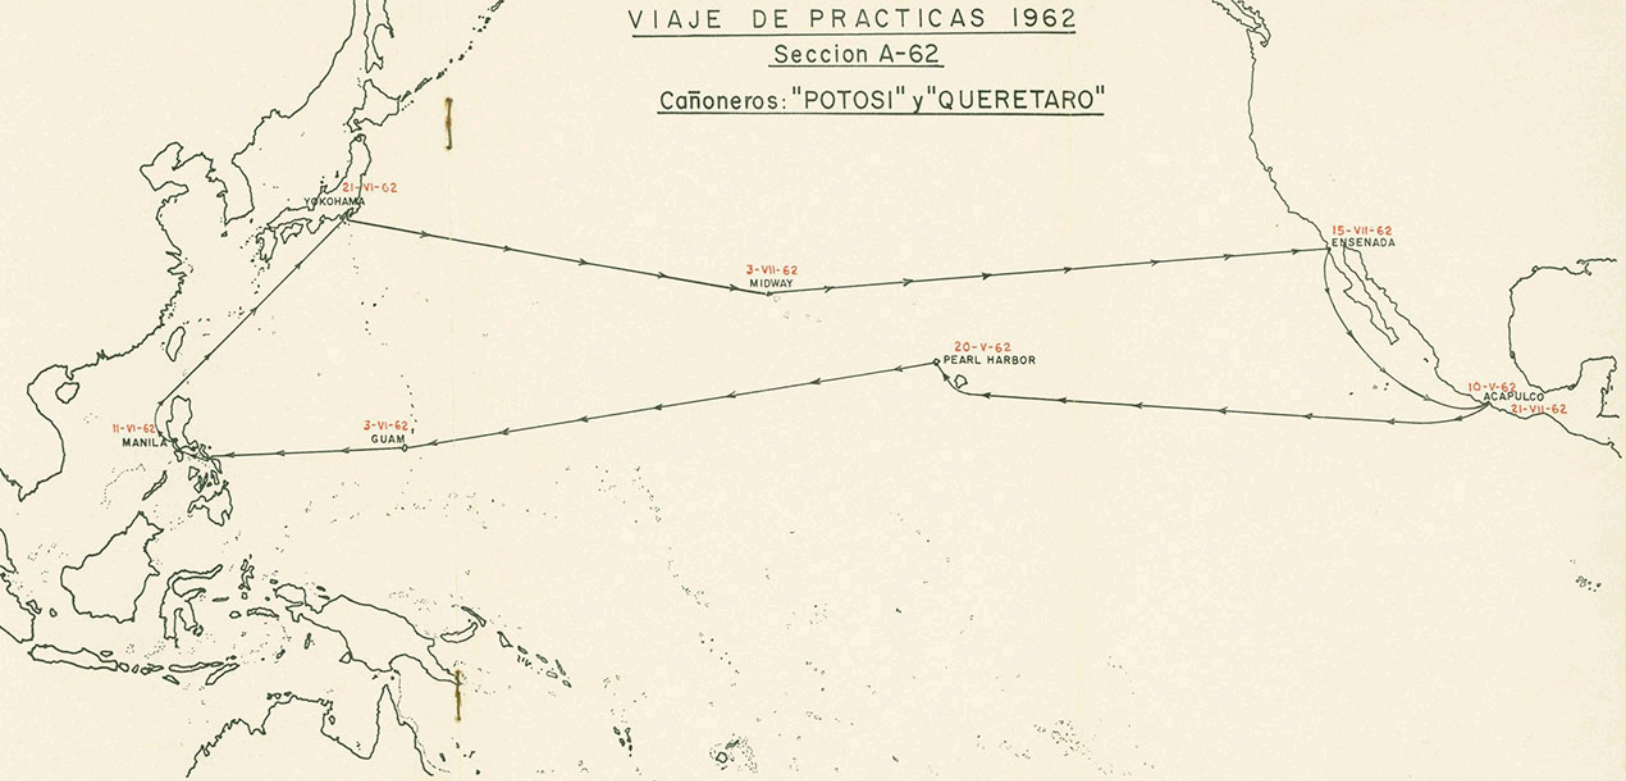 VIAJE DE PRACTICAS 1962
Seccion A-62
Cañoneros: "POTOSI" y "QUERETARO"
21-VI-62
YOKOHAMA
15-VII-62
ENSENADA
3-VII-62
MIDWAY
20-V-62
PEARL HARBOR
10-V-62
ACAPULCO
21-VII-62
11-VI-62
MANILA
3-VI-62
GUAM